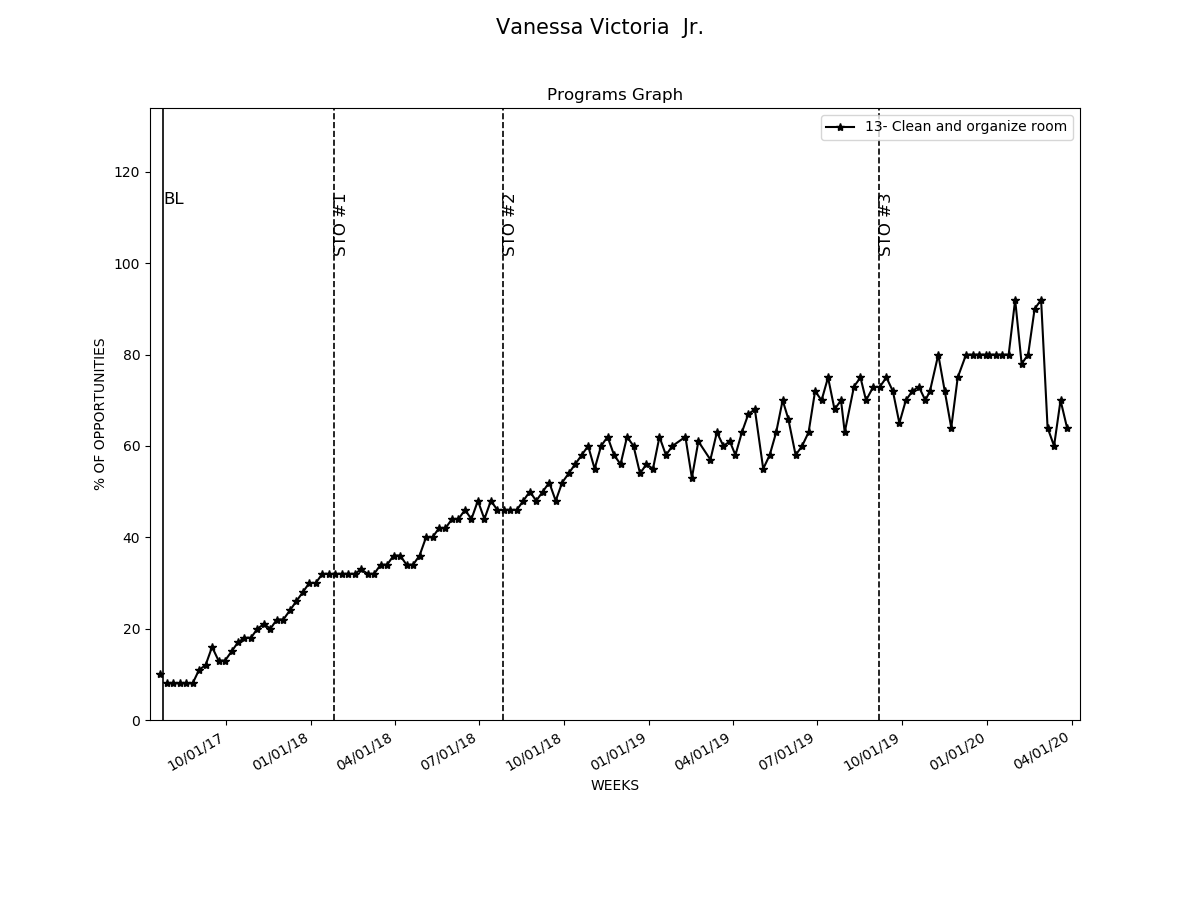 Vanessa Victoria  Jr.
Programs Graph
13- Clean and organize room
120
100
80
60
40
20
0
% OF OPPORTUNITIES
BL
STO #1
STO #2
STO #3
10/01/17
01/01/18
04/01/18
07/01/18
10/01/18
01/01/19
04/01/19
07/01/19
10/01/19
01/01/20
04/01/20
WEEKS